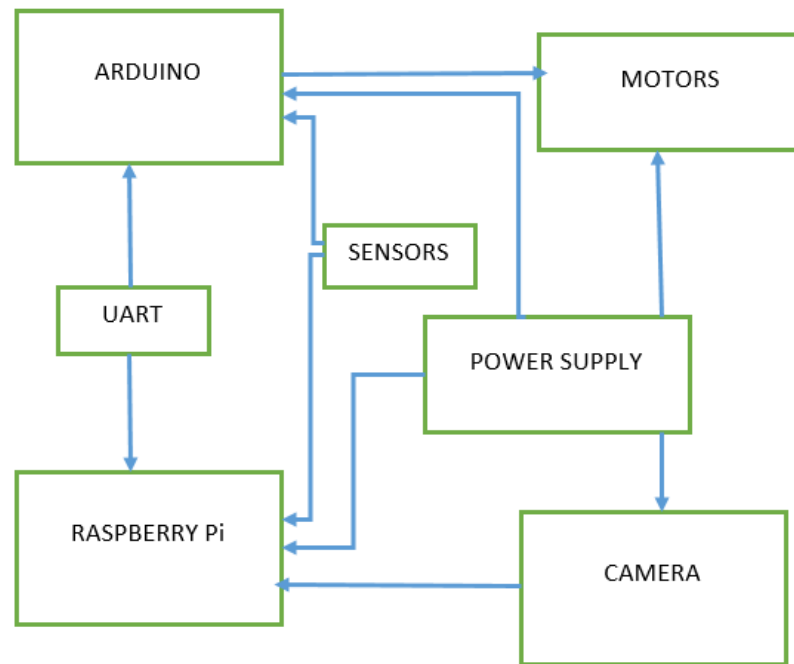 ARDUINO
MOTORS
SENSORS
UART
POWER SUPPLY
RASPBERRY Pi
CAMERA